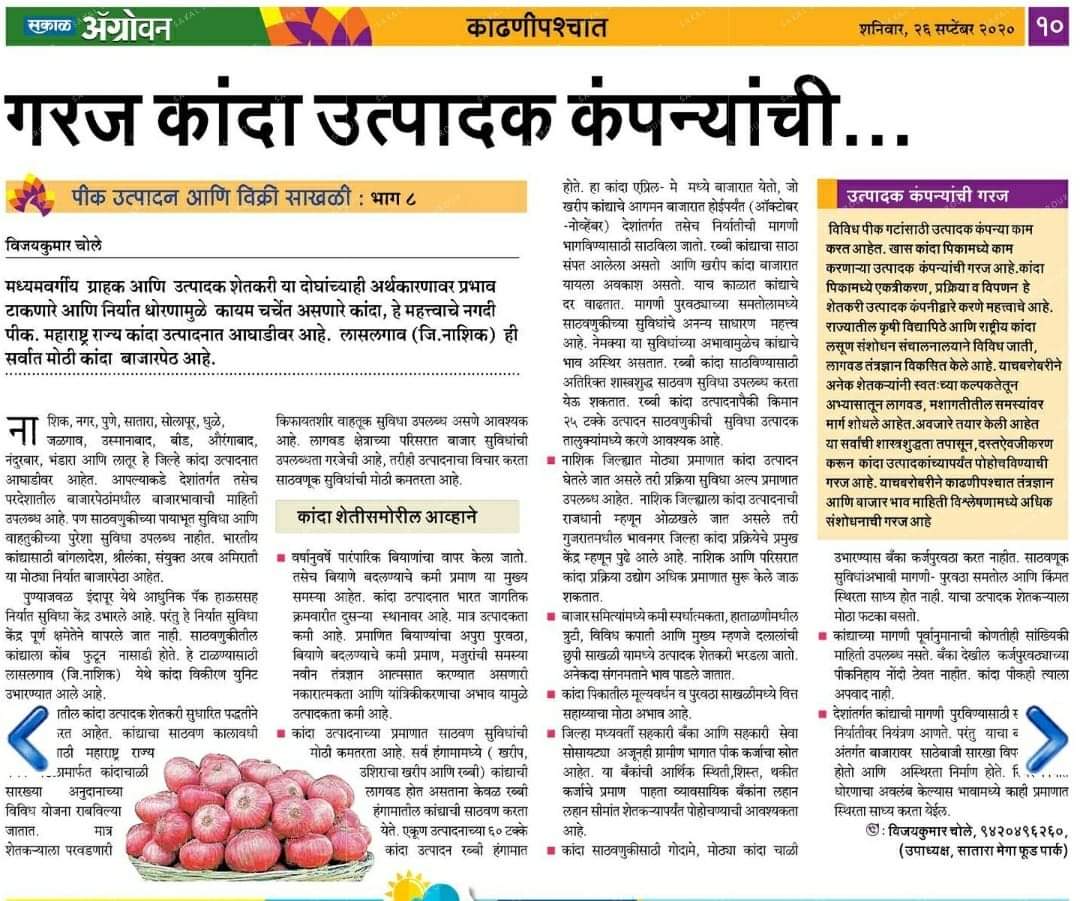 सकाळ ॲग्रोवन
काढणीपश्चात
शनिवार, २६ सप्टेंबर २०२०
१०
गरज कांदा उत्पादक कंपन्यांची...
पीक उत्पादन आणि विक्री साखळी : भाग ८
विजयकुमार चोले
मध्यमवर्गीय ग्राहक आणि उत्पादक शेतकरी या दोघांच्याही अर्थकारणावर प्रभाव
टाकणारे आणि निर्यात धोरणामुळे कायम चर्चेत असणारे कांदा, हे महत्त्वाचे नगदी
पीक. महाराष्ट्र राज्य कांदा उत्पादनात आघाडीवर आहे. लासलगाव (जि.नाशिक) ही
सर्वात मोठी कांदा बाजारपेठ आहे.
नाशिक, नगर, पुणे, सातारा, सोलापूर, धुळे,
जळगाव, उस्मानाबाद, बीड, औरंगाबाद,
नंदुरबार, भंडारा आणि लातूर हे जिल्हे कांदा उत्पादनात
आघाडीवर आहेत. आपल्याकडे देशांतर्गत तसेच
परदेशातील बाजारपेठांमधील बाजारभावाची माहिती
उपलब्ध आहे. पण साठवणुकीच्या पायाभूत सुविधा आणि
वाहतुकीच्या पुरेशा सुविधा उपलब्ध नाहीत. भारतीय
कांद्यासाठी बांगलादेश, श्रीलंका, संयुक्त अरब अमिराती
या मोठ्या निर्यात बाजारपेठा आहेत.
पुण्याजवळ इंदापूर येथे आधुनिक पॅक हाऊससह
निर्यात सुविधा केंद्र उभारले आहे. परंतु हे निर्यात सुविधा
केंद्र पूर्ण क्षमेतेने वापरले जात नाही. साठवणुकीतील
कांद्याला कोंब फुटून नासाडी होते. हे टाळण्यासाठी
लासलगाव (जि.नाशिक) येथे कांदा विकीरण युनिट
उभारण्यात आले आहे.
तील कांदा उत्पादक शेतकरी सुधारित पद्धतीने
रत आहेत. कांद्याचा साठवण कालावधी
ाठी महाराष्ट्र राज्य
प्रमार्फत कांदाचाळी
सारख्या अनुदानाच्या
विविध योजना राबविल्या
जातात. मात्र
शेतकऱ्याला परवडणारी
किफायतशीर वाहतूक सुविधा उपलब्ध असणे आवश्यक
आहे. लागवड क्षेत्राच्या परिसरात बाजार सुविधांची
उपलब्धता गरजेची आहे, तरीही उत्पादनाचा विचार करता
साठवणूक सुविधांची मोठी कमतरता आहे.
कांदा शेतीसमोरील आव्हाने
■ वर्षानुवर्षे पारंपारिक बियाणांचा वापर केला जातो.
तसेच बियाणे बदलण्याचे कमी प्रमाण या मुख्य
समस्या आहेत. कांदा उत्पादनात भारत जागतिक
क्रमवारीत दुसऱ्या स्थानावर आहे. मात्र उत्पादकता
कमी आहे. प्रमाणित बियाण्यांचा अपुरा पुरवठा,
बियाणे बदलण्याचे कमी प्रमाण, मजुरांची समस्या
नवीन तंत्रज्ञान आत्मसात करण्यात असणारी
नकारात्मकता आणि यांत्रिकीकरणाचा अभाव यामुळे
उत्पादकता कमी आहे.
■ कांदा उत्पादनाच्या प्रमाणात साठवण सुविधांची
मोठी कमतरता आहे. सर्व हंगामामध्ये ( खरीप,
उशिराचा खरीप आणि रब्बी) कांद्याची
लागवड होत असताना केवळ रब्बी
हंगामातील कांद्याची साठवण करता
येते. एकूण उत्पादनाच्या ६० टक्के
कांदा उत्पादन रब्बी हंगामात
होते. हा कांदा एप्रिल- मे मध्ये बाजारात येतो, जो
खरीप कांद्याचे आगमन बाजारात होईपर्यंत (ऑक्टोबर
-नोव्हेंबर) देशांतर्गत तसेच निर्यातीची मागणी
भागविण्यासाठी साठविला जातो. रब्बी कांद्याचा साठा
संपत आलेला असतो आणि खरीप कांदा बाजारात
यायला अवकाश असतो. याच काळात कांद्याचे
दर वाढतात. मागणी पुरवठ्याच्या समतोलामध्ये
साठवणुकीच्या सुविधांचे अनन्य साधारण महत्त्व
आहे. नेमक्या या सुविधांच्या अभावामुळेच कांद्याचे
भाव अस्थिर असतात. रब्बी कांदा साठविण्यासाठी
अतिरिक्त शास्त्रशुद्ध साठवण सुविधा उपलब्ध करता
येऊ शकतात. रब्बी कांदा उत्पादनापैकी किमान
२५ टक्के उत्पादन साठवणुकीची सुविधा उत्पादक
तालुक्यांमध्ये करणे आवश्यक आहे.
■ नाशिक जिल्ह्यात मोठ्या प्रमाणात कांदा उत्पादन
घेतले जात असले तरी प्रक्रिया सुविधा अल्प प्रमाणात
उपलब्ध आहेत. नाशिक जिल्ह्याला कांदा उत्पादनाची
राजधानी म्हणून ओळखले जात असले तरी
गुजरातमधील भावनगर जिल्हा कांदा प्रक्रियेचे प्रमुख
केंद्र म्हणून पुढे आले आहे. नाशिक आणि परिसरात
कांदा प्रक्रिया उद्योग अधिक प्रमाणात सुरू केले जाऊ
शकतात.
■ बाजार समित्यांमध्ये कमी स्पर्धात्मकता, हाताळणीमधील
त्रुटी, विविध कपाती आणि मुख्य म्हणजे दलालांची
छुपी साखळी यामध्ये उत्पादक शेतकरी भरडला जातो.
अनेकदा संगनमताने भाव पाडले जातात.
■ कांदा पिकातील मूल्यवर्धन व पुरवठा साखळीमध्ये वित्त
सहाय्याचा मोठा अभाव आहे.
■ जिल्हा मध्यवर्ती सहकारी बँका आणि सहकारी सेवा
सोसायट्या अजूनही ग्रामीण भागात पीक कर्जाचा स्रोत
आहेत. या बँकांची आर्थिक स्थिती,शिस्त, थकीत
कर्जाचे प्रमाण पाहता व्यावसायिक बँकांना लहान
लहान सीमांत शेतकऱ्यापर्यंत पोहोचण्याची आवश्यकता
आहे.
■ कांदा साठवणुकीसाठी गोदामे, मोठ्या कांदा चाळी
उत्पादक कंपन्यांची गरज
विविध पीक गटांसाठी उत्पादक कंपन्या काम
करत आहेत. खास कांदा पिकामध्ये काम
करणाऱ्या उत्पादक कंपन्यांची गरज आहे.कांदा
पिकामध्ये एकत्रीकरण, प्रक्रिया व विपणन हे
शेतकरी उत्पादक कंपनीद्वारे करणे महत्त्वाचे आहे.
राज्यातील कृषी विद्यापिठे आणि राष्ट्रीय कांदा
लसूण संशोधन संचालनालयाने विविध जाती,
लागवड तंत्रज्ञान विकसित केले आहे. याचबरोबरीने
अनेक शेतकऱ्यांनी स्वतःच्या कल्पकतेतून
अभ्यासातून लागवड, मशागतीतील समस्यांवर
मार्ग शोधले आहेत.अवजारे तयार केली आहेत
या सर्वांची शास्त्रशुद्धता तपासून,दस्तऐवजीकरण
करून कांदा उत्पादकांच्यापर्यंत पोहोचविण्याची
गरज आहे. याचबरोबरीने काढणीपश्चात तंत्रज्ञान
आणि बाजार भाव माहिती विश्लेषणामध्ये अधिक
संशोधनाची गरज आहे
उभारण्यास बँका कर्जपुरवठा करत नाहीत. साठवणूक
सुविधांअभावी मागणी- पुरवठा समतोल आणि किंमत
स्थिरता साध्य होत नाही. याचा उत्पादक शेतकऱ्याला
मोठा फटका बसतो.
■ कांद्याच्या मागणी पूर्वानुमाची कोणतीही सांख्यिकी
माहिती उपलब्ध नसते. बँका देखील कर्जपुरवठ्याच्या
पीकनिहाय नोंदी ठेवत नाहीत. कांदा पीकही त्याला
अपवाद नाही.
■ देशांतर्गत कांद्याची मागणी पुरविण्यासाठी स
निर्यातीवर नियंत्रण आणते. परंतु याचा ब
अंतर्गत बाजारावर साठेबाजी सारखा विप
होतो आणि अस्थिरता निर्माण होते.
धोरणाचा अवलंब केल्यास भावामध्ये काही प्रमाणात
स्थिरता साध्य करता येईल.
: विजयकुमार चोले, ९४२०४९६२६०,
(उपाध्यक्ष, सातारा मेगा फूड पार्क)